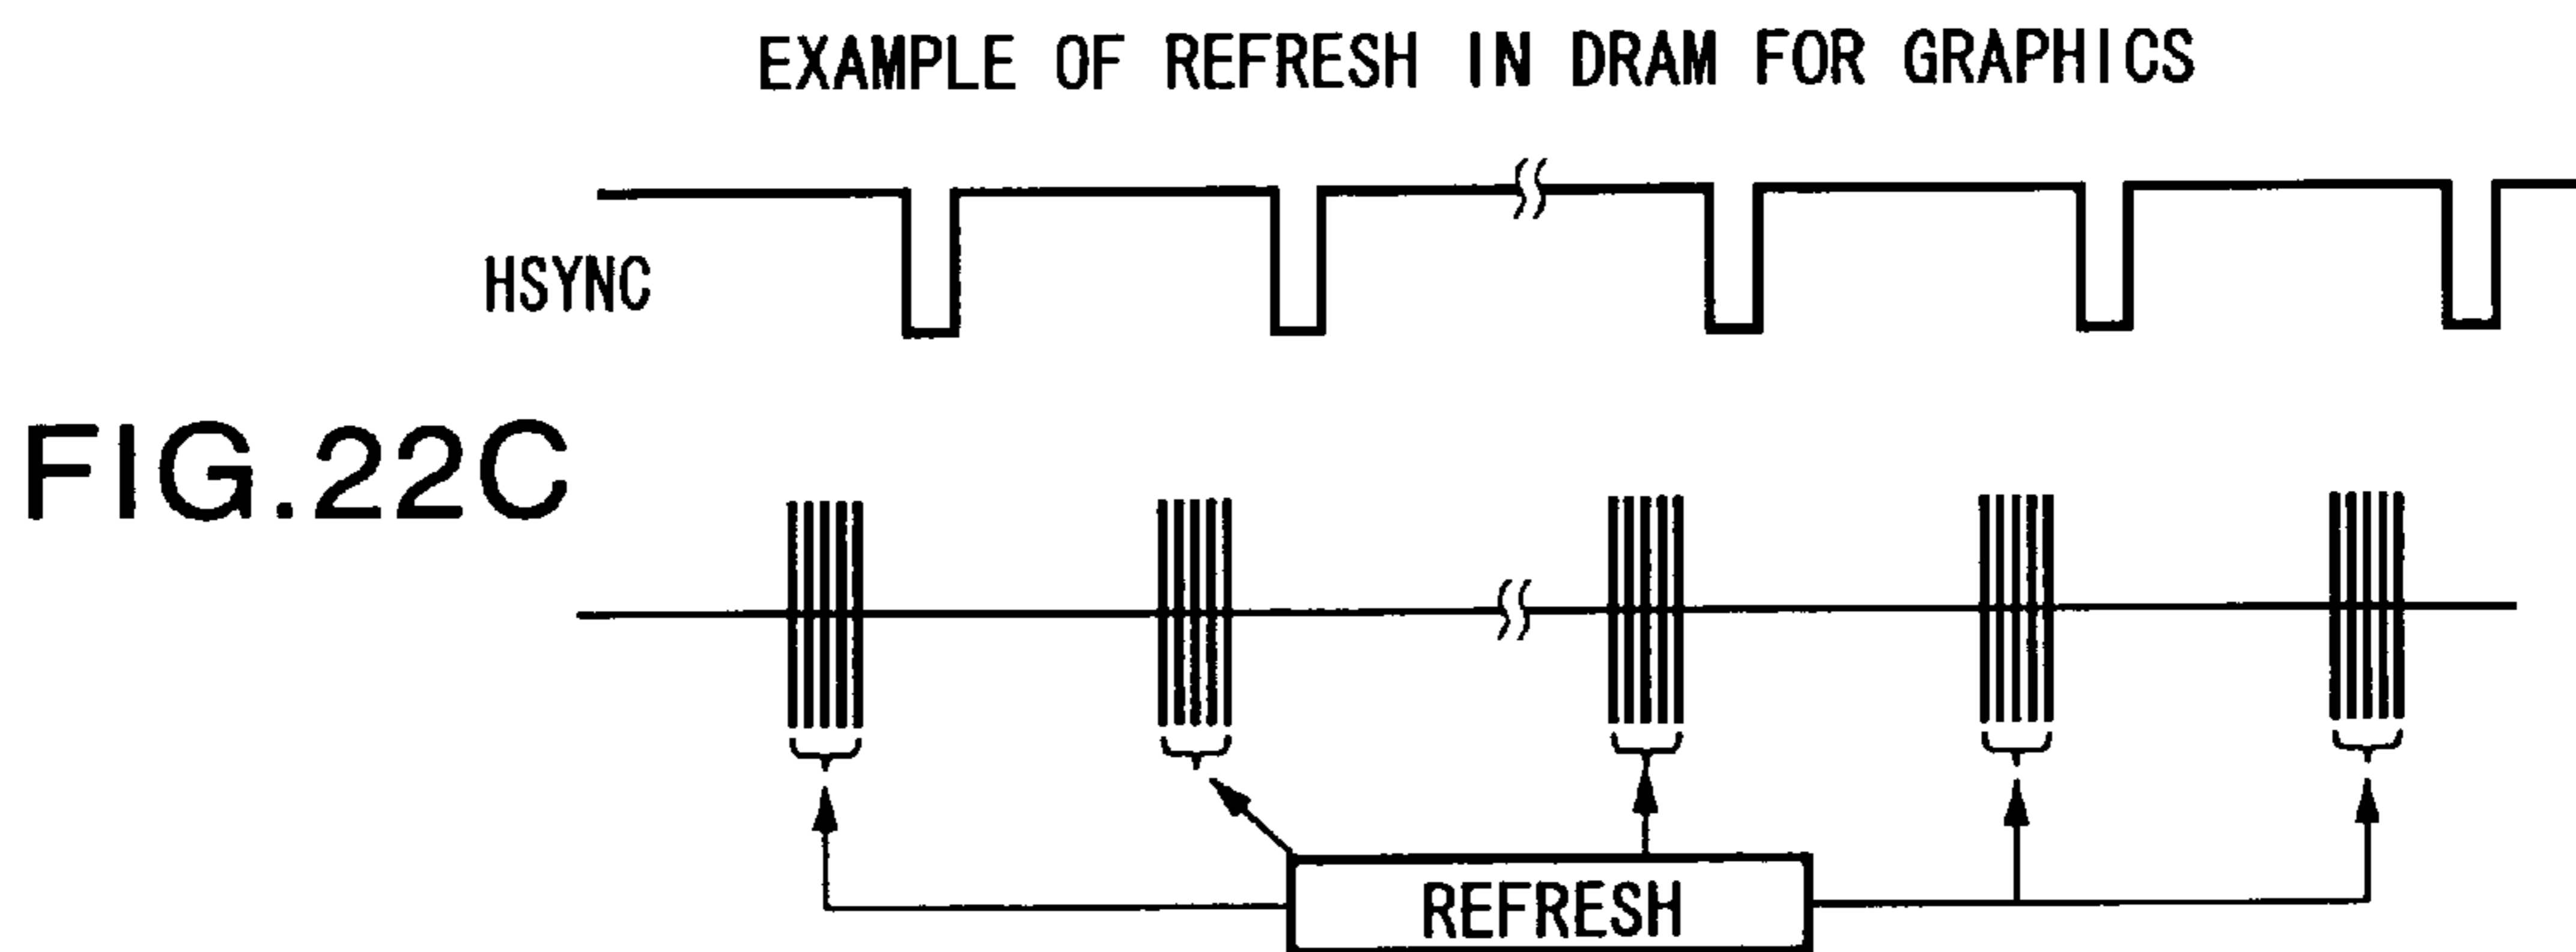 EXAMPLE OF REFRESH IN DRAM FOR GRAPHICS
HSYNC
FIG.22C
REFRESH